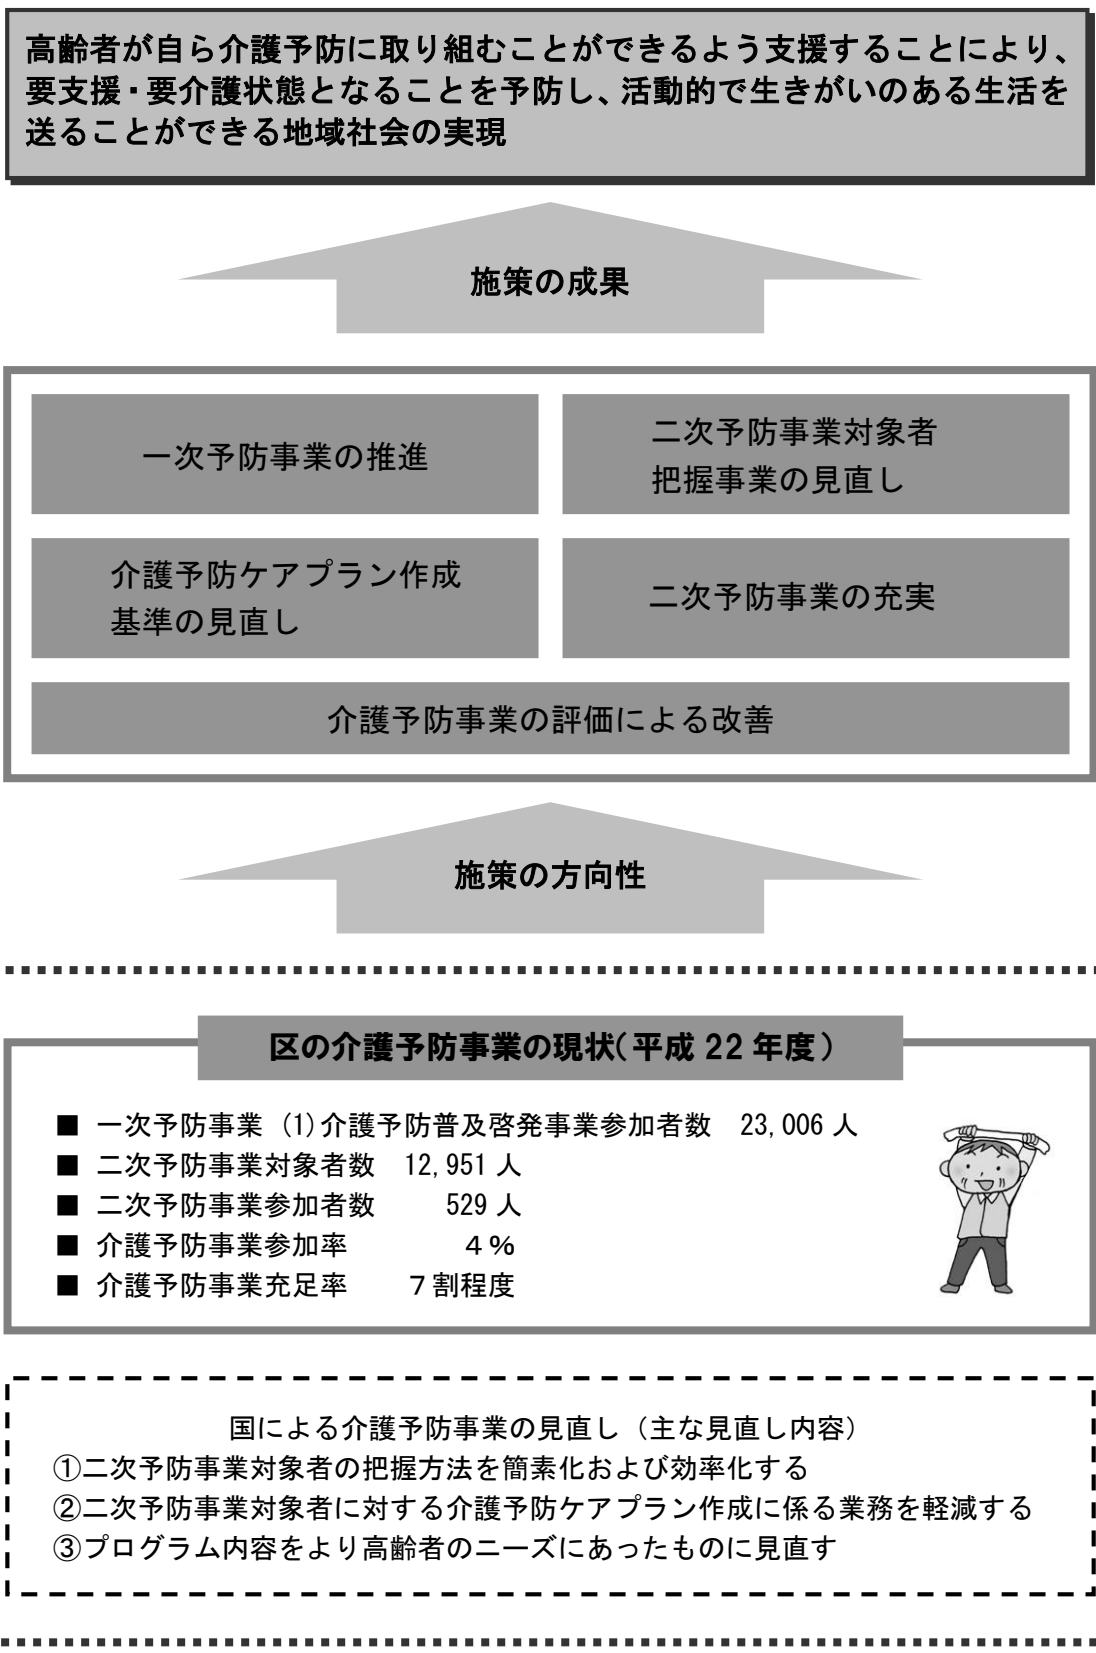 高齢者が自ら介護予防に取り組むことができるよう支援することにより、
要支援・要介護状態となることを予防し、活動的で生きがいのある生活を
送ることができる地域社会の実現
施策の成果
一次予防事業の推進
二次予防事業対象者
把握事業の見直し
介護予防ケアプラン作成
基準の見直し
二次予防事業の充実
介護予防事業の評価による改善
施策の方向性
区の介護予防事業の現状(平成 22 年度)
■ 一次予防事業 (1)介護予防普及啓発事業参加者数 23,006 人
■ 二次予防事業対象者数 12,951 人
■ 二次予防事業参加者数 529 人
■ 介護予防事業参加率 4%
■ 介護予防事業充足率 7割程度
国による介護予防事業の見直し（主な見直し内容）
①二次予防事業対象者の把握方法を簡素化および効率化する
②二次予防事業対象者に対する介護予防ケアプラン作成に係る業務を軽減する
③プログラム内容をより高齢者のニーズにあったものに見直す